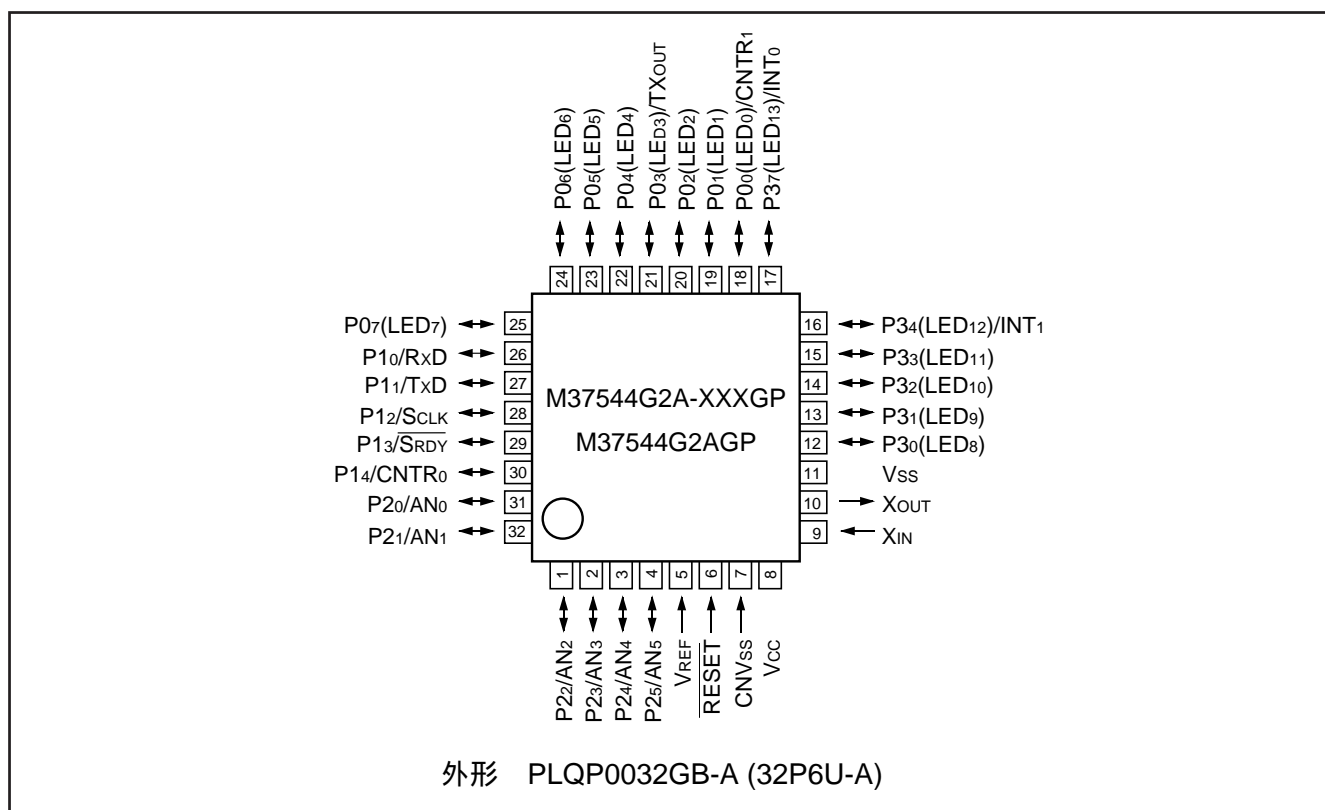 P06(LED6)
P05(LED5)
P04(LED4)
P03(LED3)/TXOUT
P02(LED2)
P01(LED1)
P00(LED0)/CNTR1
P37(LED13)/INT0
24
23
22
21
20
19
18
17
P07(LED7) 25
P10/RXD 26
P11/TXD 27
P12/SCLK 28
P13/SRDY 29
P14/CNTR0 30
P20/AN0 31
P21/AN1 32
M37544G2A-XXXGP
M37544G2AGP
16 P34(LED12)/INT1
15 P33(LED11)
14 P32(LED10)
13 P31(LED9)
12 P30(LED8)
11 VSS
10 XOUT
9 XIN
1
2
3
4
5
6
7
8
P22/AN2
P23/AN3
P24/AN4
P25/AN5
VREF
RESET
CNVSS
VCC
外形 PLQP0032GB-A (32P6U-A)